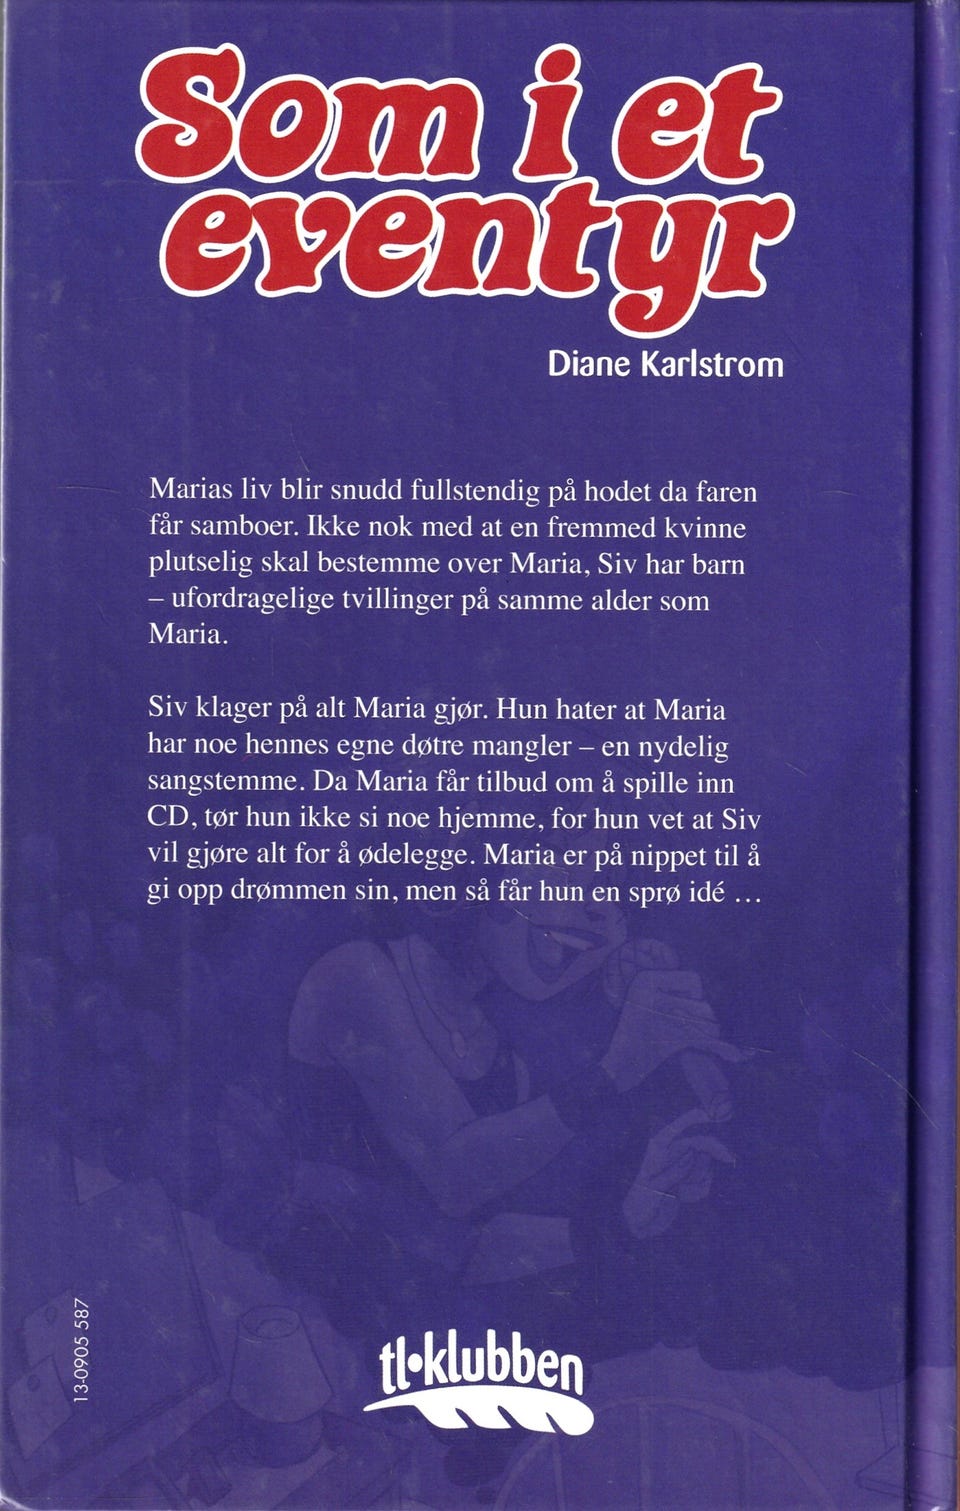 Som i et
eventyr
Diane Karlstrom
Marias liv blir snudd fullstendig på hodet da faren
får samboer. Ikke nok med at en fremmed kvinne
plutselig skal bestemme over Maria, Siv har barn
– ufordragelige tvillinger på samme alder som
Maria.
Siv klager på alt Maria gjør. Hun hater at Maria
har noe hennes egne døtre mangler – en nydelig
sangstemme. Da Maria får tilbud om å spille inn
CD, tør hun ikke si noe hjemme, for hun vet at Siv
vil gjøre alt for å ødelegge. Maria er på nippet til å
gi opp drømmen sin, men så får hun en sprø idé ...
13-0905 587
tl•klubben